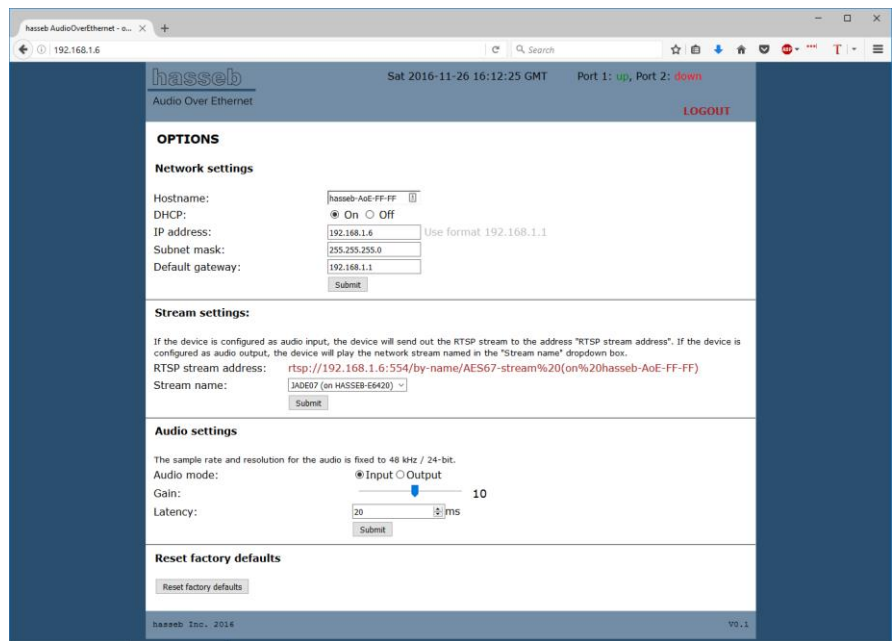 hasseb AudioOverEthernet - o...
192.168.1.6
Search
hasseb
Audio Over Ethernet
Sat 2016-11-26 16:12:25 GMT
Port 1: up, Port 2: down
LOGOUT
OPTIONS
Network settings
Hostname: hasseb-AoE-FF-FF
DHCP: On Off
IP address: 192.168.1.6 Use format 192.168.1.1
Subnet mask: 255.255.255.0
Default gateway: 192.168.1.1
Submit
Stream settings:
If the device is configured as audio input, the device will send out the RTSP stream to the address "RTSP stream address". If the device is
configured as audio output, the device will play the network stream named in the "Stream name" dropdown box.
RTSP stream address: rtsp://192.168.1.6:554/by-name/AES67-stream%20(on%20hasseb-AoE-FF-FF)
Stream name: JADE07 (on HASSEB-E6420)
Submit
Audio settings
The sample rate and resolution for the audio is fixed to 48 kHz / 24-bit.
Audio mode: Input Output
Gain: 10
Latency: 20 ms
Submit
Reset factory defaults
Reset factory defaults
hasseb Inc. 2016 V0.1